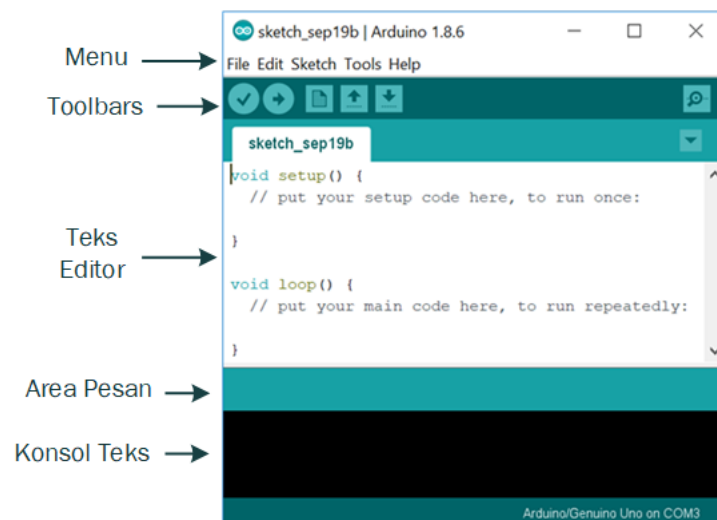 sketch_sep19b | Arduino 1.8.6
Menu
File Edit Sketch Tools Help
Toolbars
sketch_sep19b
void setup() {
// put your setup code here, to run once:
}
Teks
Editor
void loop() {
// put your main code here, to run repeatedly:
}
Area Pesan
Konsol Teks
Arduino/Genuino Uno on COM3